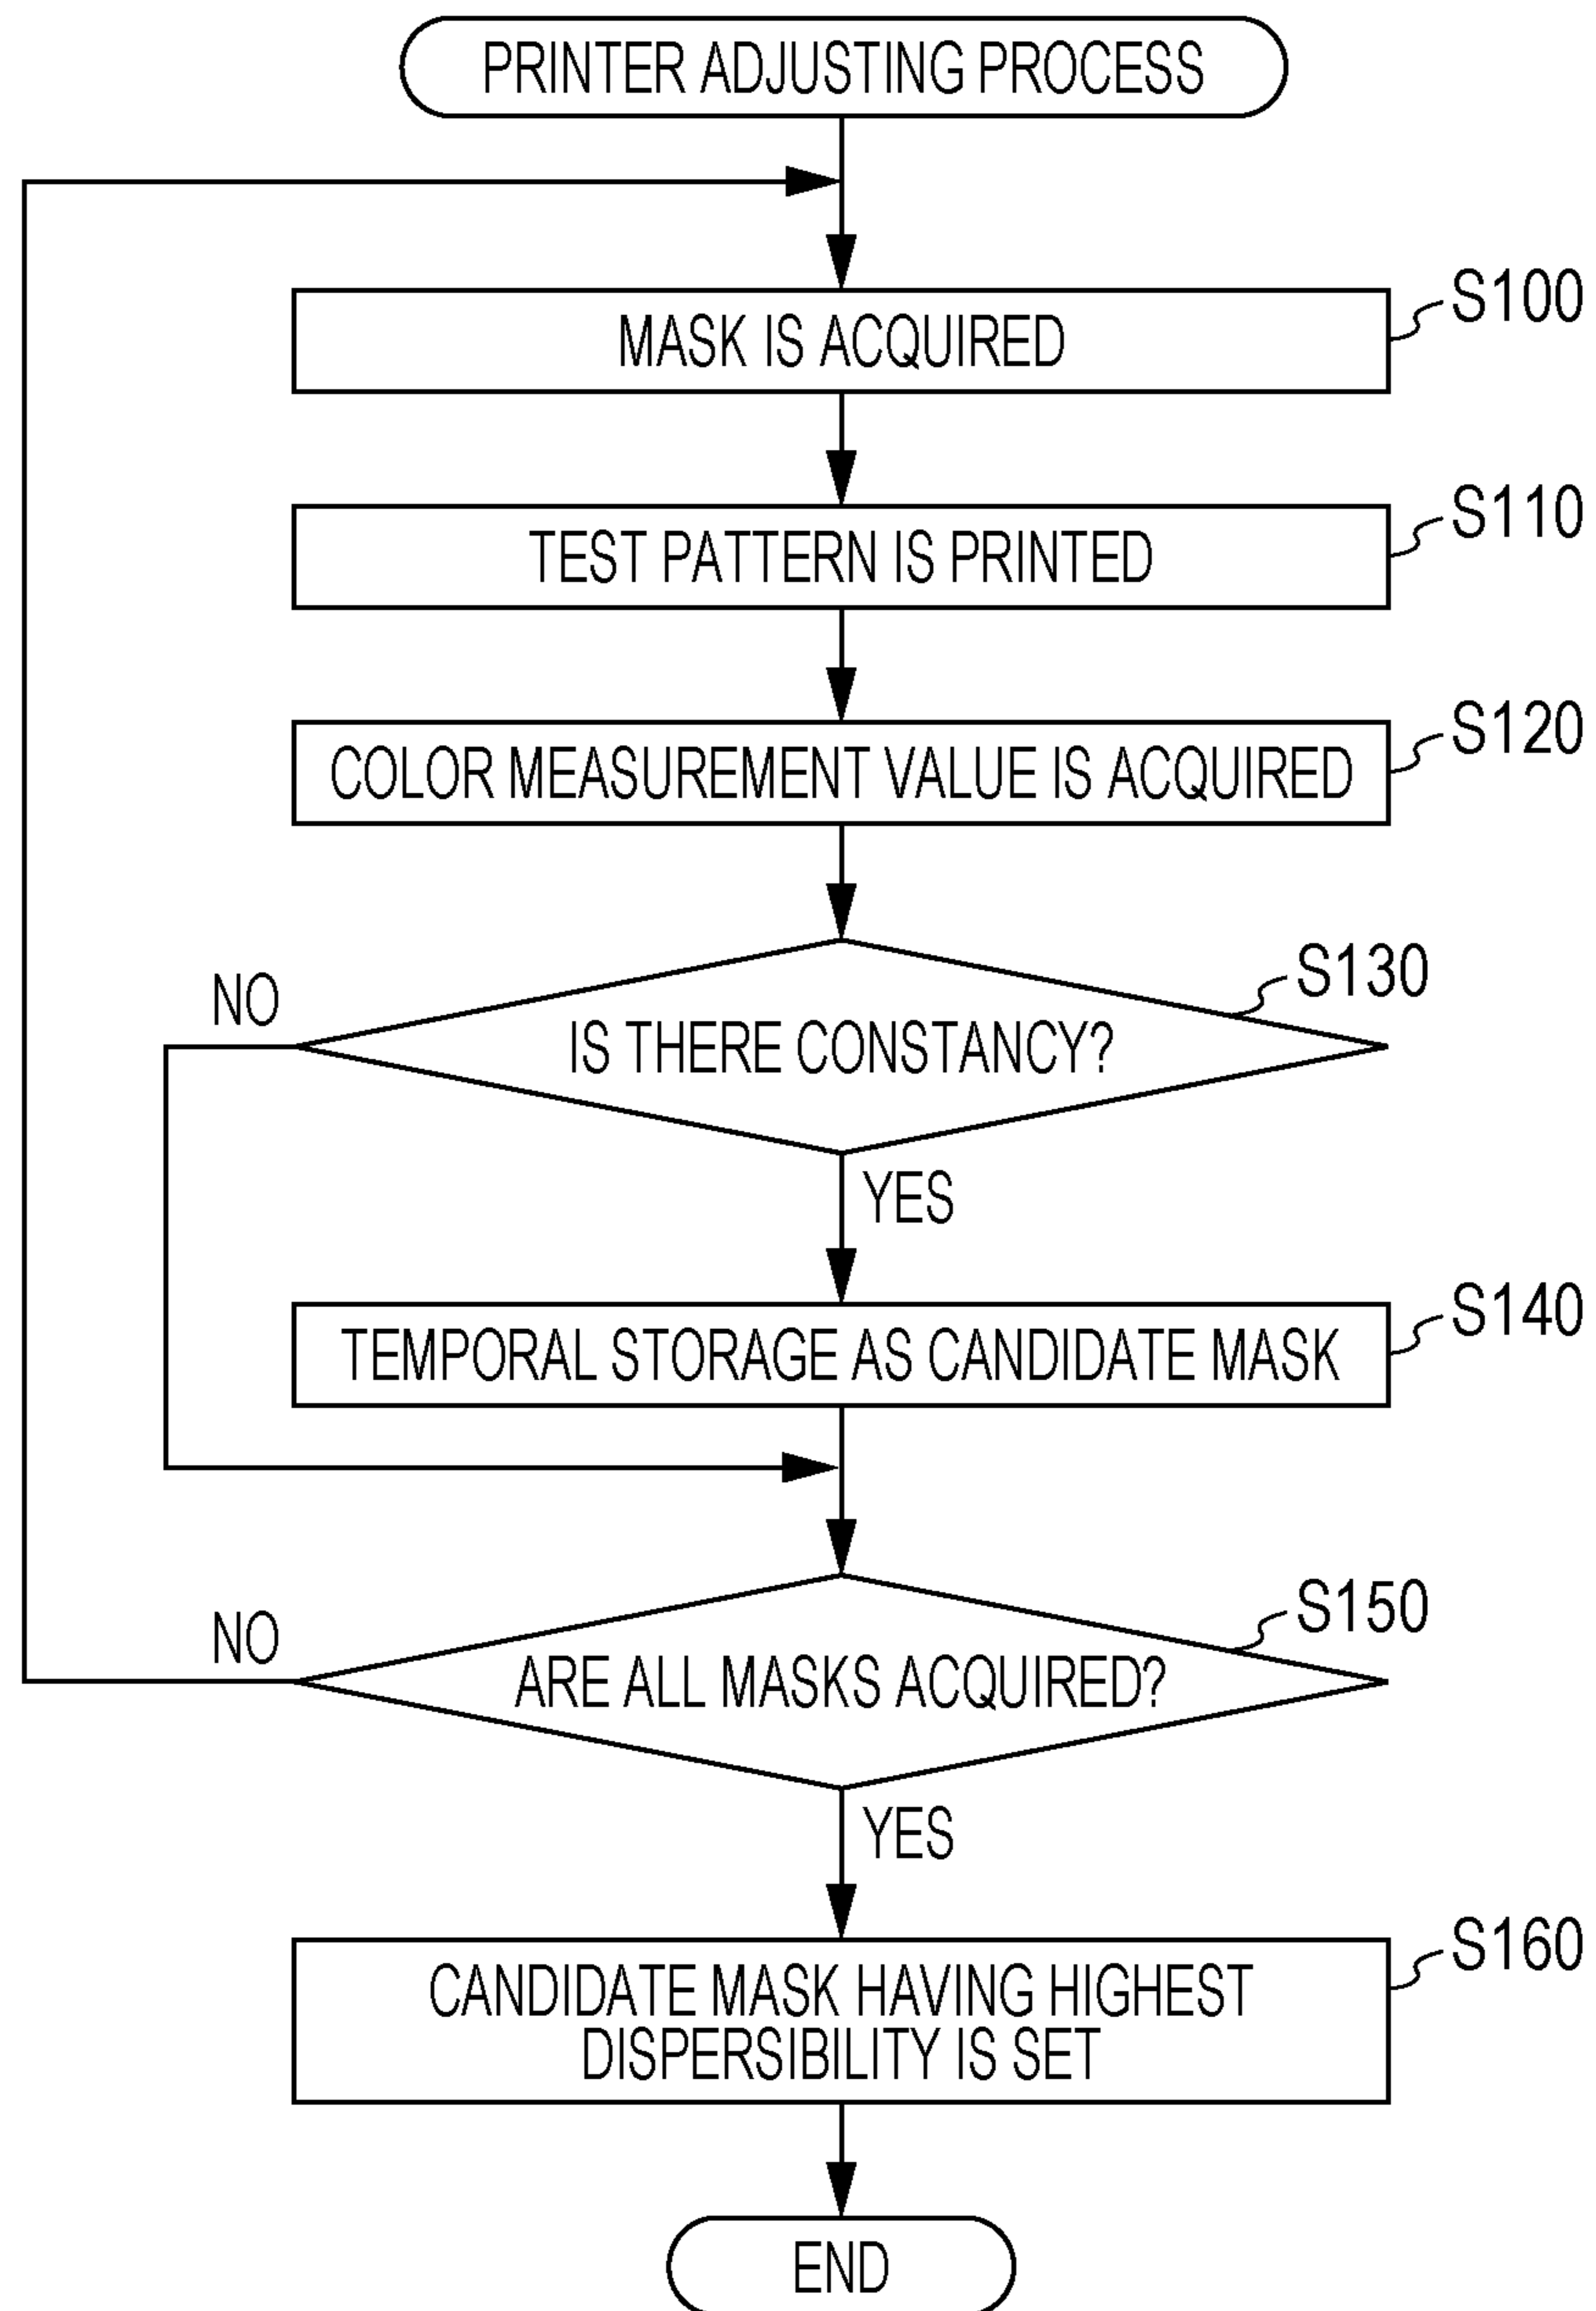 PRINTER ADJUSTING PROCESS
S100
MASK IS ACQUIRED
S110
TEST PATTERN IS PRINTED
S120
COLOR MEASUREMENT VALUE IS ACQUIRED
S130
NO
IS THERE CONSTANCY?
YES
S140
TEMPORAL STORAGE AS CANDIDATE MASK
S150
NO
ARE ALL MASKS ACQUIRED?
YES
S160
CANDIDATE MASK HAVING HIGHEST
DISPERSIBILITY IS SET
END